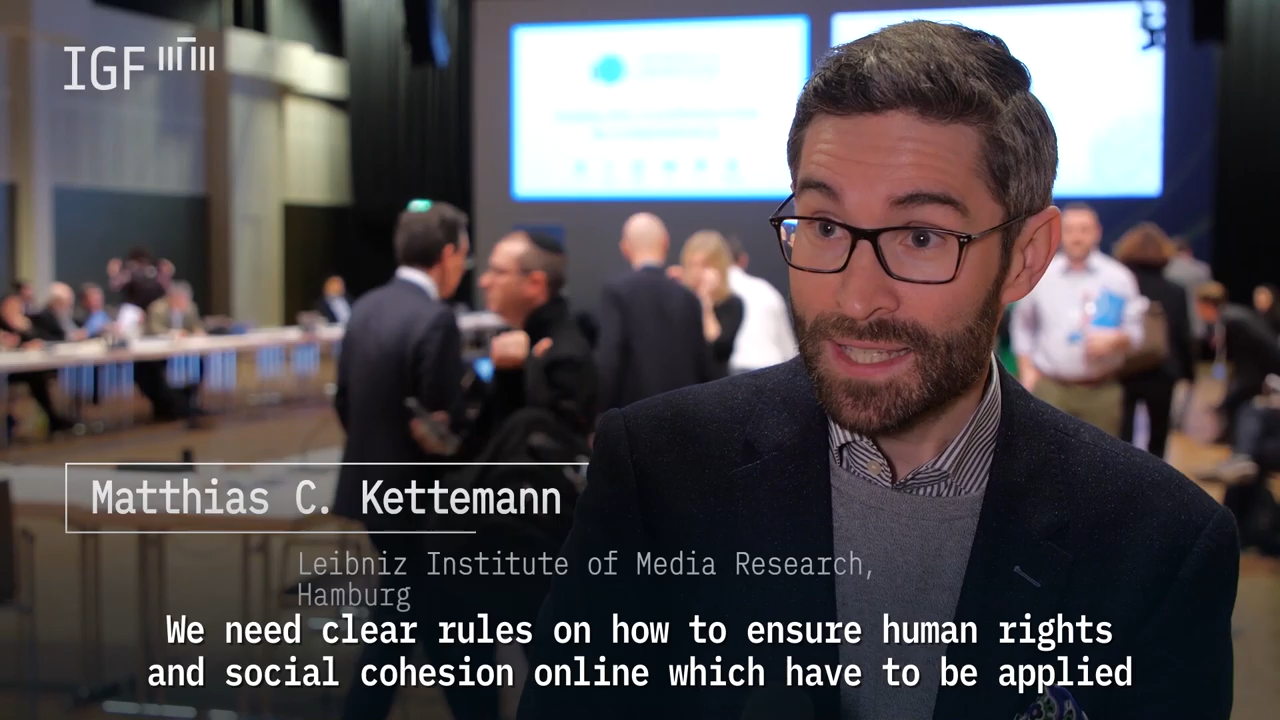 IGF
Matthias C. Kettemann
Leibniz Institute of Media Research,
Hamburg
We need clear rules on how to ensure human rights
and social cohesion online which have to be applied